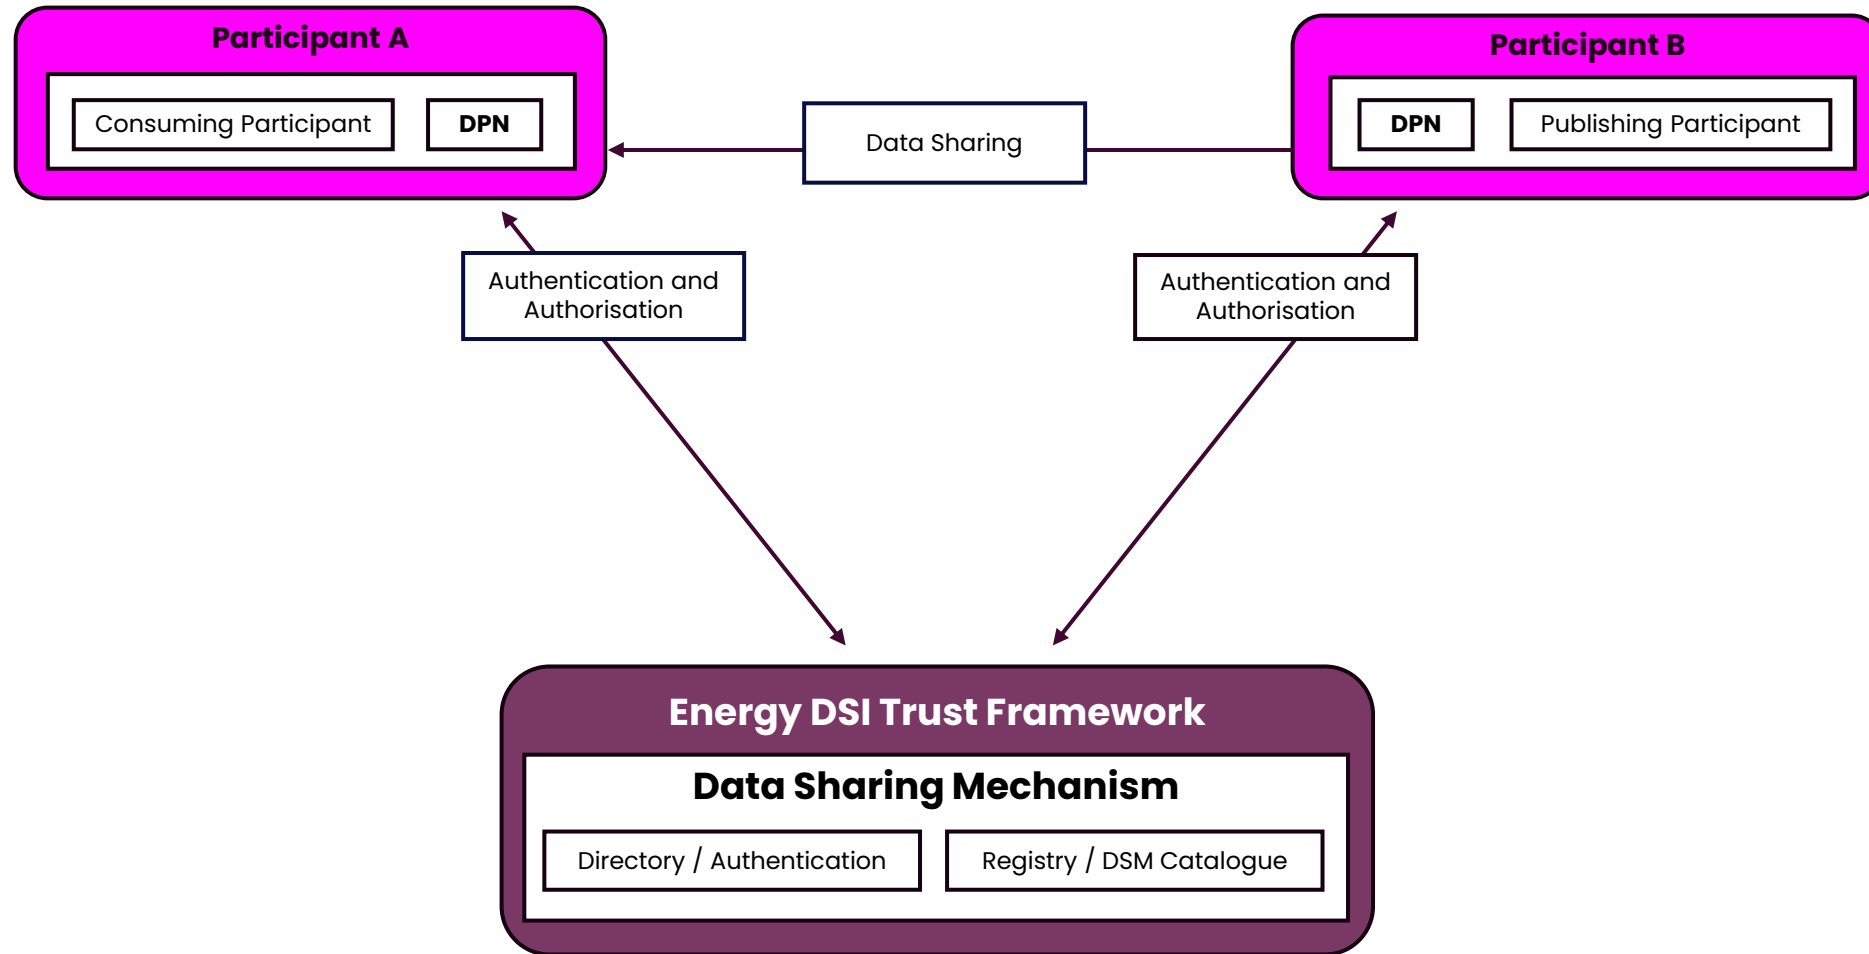 Participant A
Consuming Participant
DPN
Data Sharing
Participant B
DPN
Publishing Participant
Authentication and
Authorisation
Authentication and
Authorisation
Energy DSI Trust Framework
Data Sharing Mechanism
Directory / Authentication
Registry / DSM Catalogue